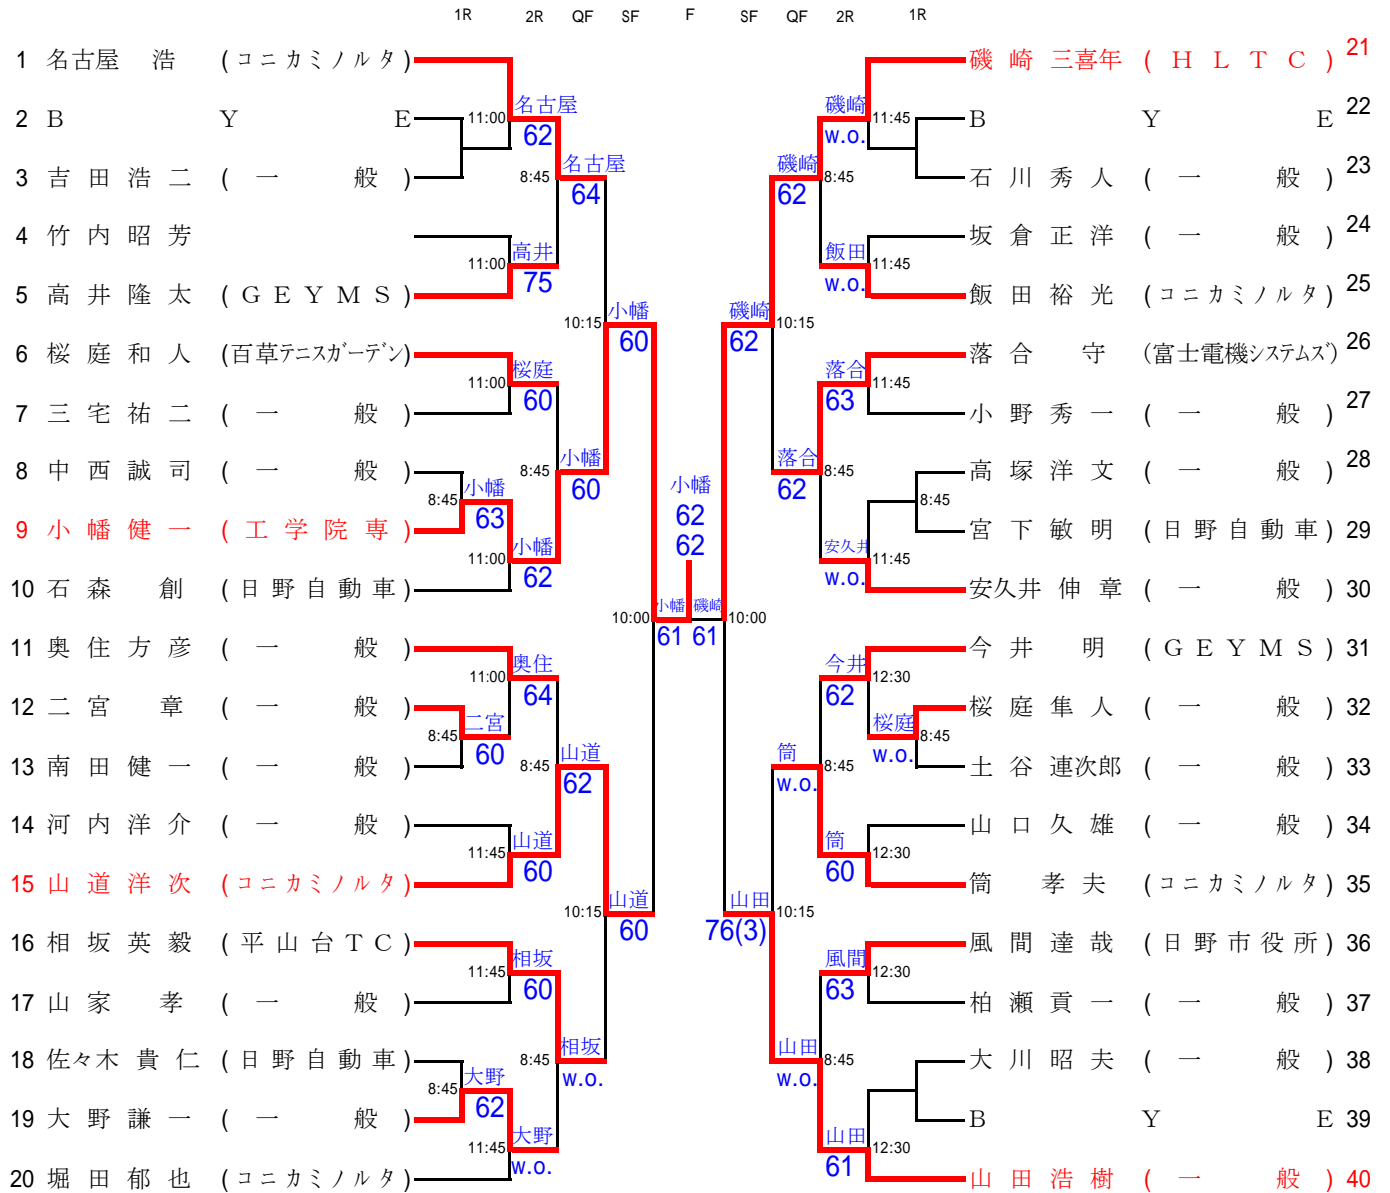 1R 2R QF SF F SF QF 2R 1R
1 名古屋 浩 (コニカミノルタ)
2 B Y E
3 吉田浩二 (一 般)
4 竹内昭芳
5 高井隆太 (GEYMS)
6 桜庭和人 (百草テニスガーデン)
7 三宅祐二 (一 般)
8 中西誠司 (一 般)
9 小幡健一 (工学院専)
10 石森 創 (日野自動車)
11 奥住方彦 (一 般)
12 二宮 章 (一 般)
13 南田健一 (一 般)
14 河内洋介 (一 般)
15 山道洋次 (コニカミノルタ)
16 相坂英毅 (平山台TC)
17 山家 孝 (一 般)
18 佐々木貴仁 (日野自動車)
19 大野謙一 (一 般)
20 堀田郁也 (コニカミノルタ)
8:45
小幡
63
8:45
二宮
60
8:45
大野
62
11:00
名古屋
62
11:00
高井
75
11:00
桜庭
60
11:00
小幡
62
11:00
奥住
64
11:45
山道
60
11:45
相坂
60
11:45
大野
w.o.
8:45
名古屋
64
8:45
小幡
60
8:45
山道
62
8:45
相坂
w.o.
10:15
小幡
60
10:15
山道
60
10:00
小幡
61
小幡
62
62
磯崎
61
10:00
磯崎
62
10:15
山田
76(3)
10:15
磯崎
62
8:45
落合
62
8:45
筒
w.o.
8:45
山田
w.o.
8:45
磯崎
w.o.
11:45
飯田
w.o.
11:45
落合
63
11:45
安久井
w.o.
11:45
今井
62
12:30
筒
60
12:30
風間
63
12:30
山田
61
12:30
8:45
桜庭
w.o.
8:45
磯崎三喜年 (HLTC) 21
B Y E 22
石川秀人 (一 般) 23
坂倉正洋 (一 般) 24
飯田裕光 (コニカミノルタ) 25
落合 守 (富士電機システムズ) 26
小野秀一 (一 般) 27
高塚洋文 (一 般) 28
宮下敏明 (日野自動車) 29
安久井伸章 (一 般) 30
今井 明 (GEYMS) 31
桜庭隼人 (一 般) 32
土谷連次郎 (一 般) 33
山口久雄 (一 般) 34
筒 孝夫 (コニカミノルタ) 35
風間達哉 (日野市役所) 36
柏瀬貢一 (一 般) 37
大川昭夫 (一 般) 38
B Y E 39
山田浩樹 (一 般) 40